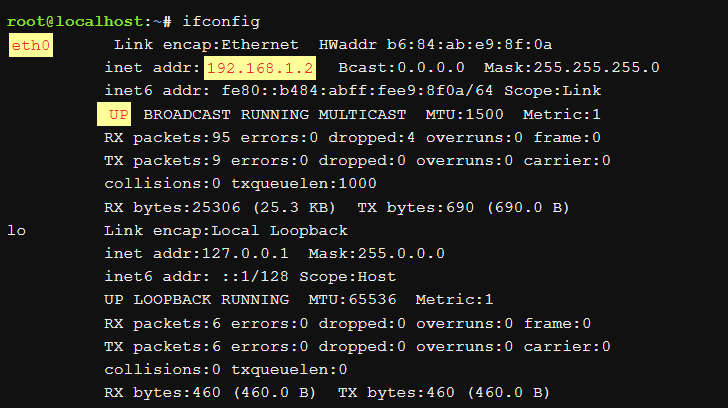 root@localhost:~# ifconfig
eth0 Link encap:Ethernet HWaddr b6:84:ab:e9:8f:0a
inet addr:192.168.1.2 Bcast:0.0.0.0 Mask:255.255.255.0
inet6 addr: fe80::b484:abff:fee9:8f0a/64 Scope:Link
UP BROADCAST RUNNING MULTICAST MTU:1500 Metric:1
RX packets:95 errors:0 dropped:4 overruns:0 frame:0
TX packets:9 errors:0 dropped:0 overruns:0 carrier:0
collisions:0 txqueuelen:1000
RX bytes:25306 (25.3 KB) TX bytes:690 (690.0 B)
lo Link encap:Local Loopback
inet addr:127.0.0.1 Mask:255.0.0.0
inet6 addr: ::1/128 Scope:Host
UP LOOPBACK RUNNING MTU:65536 Metric:1
RX packets:6 errors:0 dropped:0 overruns:0 frame:0
TX packets:6 errors:0 dropped:0 overruns:0 carrier:0
collisions:0 txqueuelen:0
RX bytes:460 (460.0 B) TX bytes:460 (460.0 B)